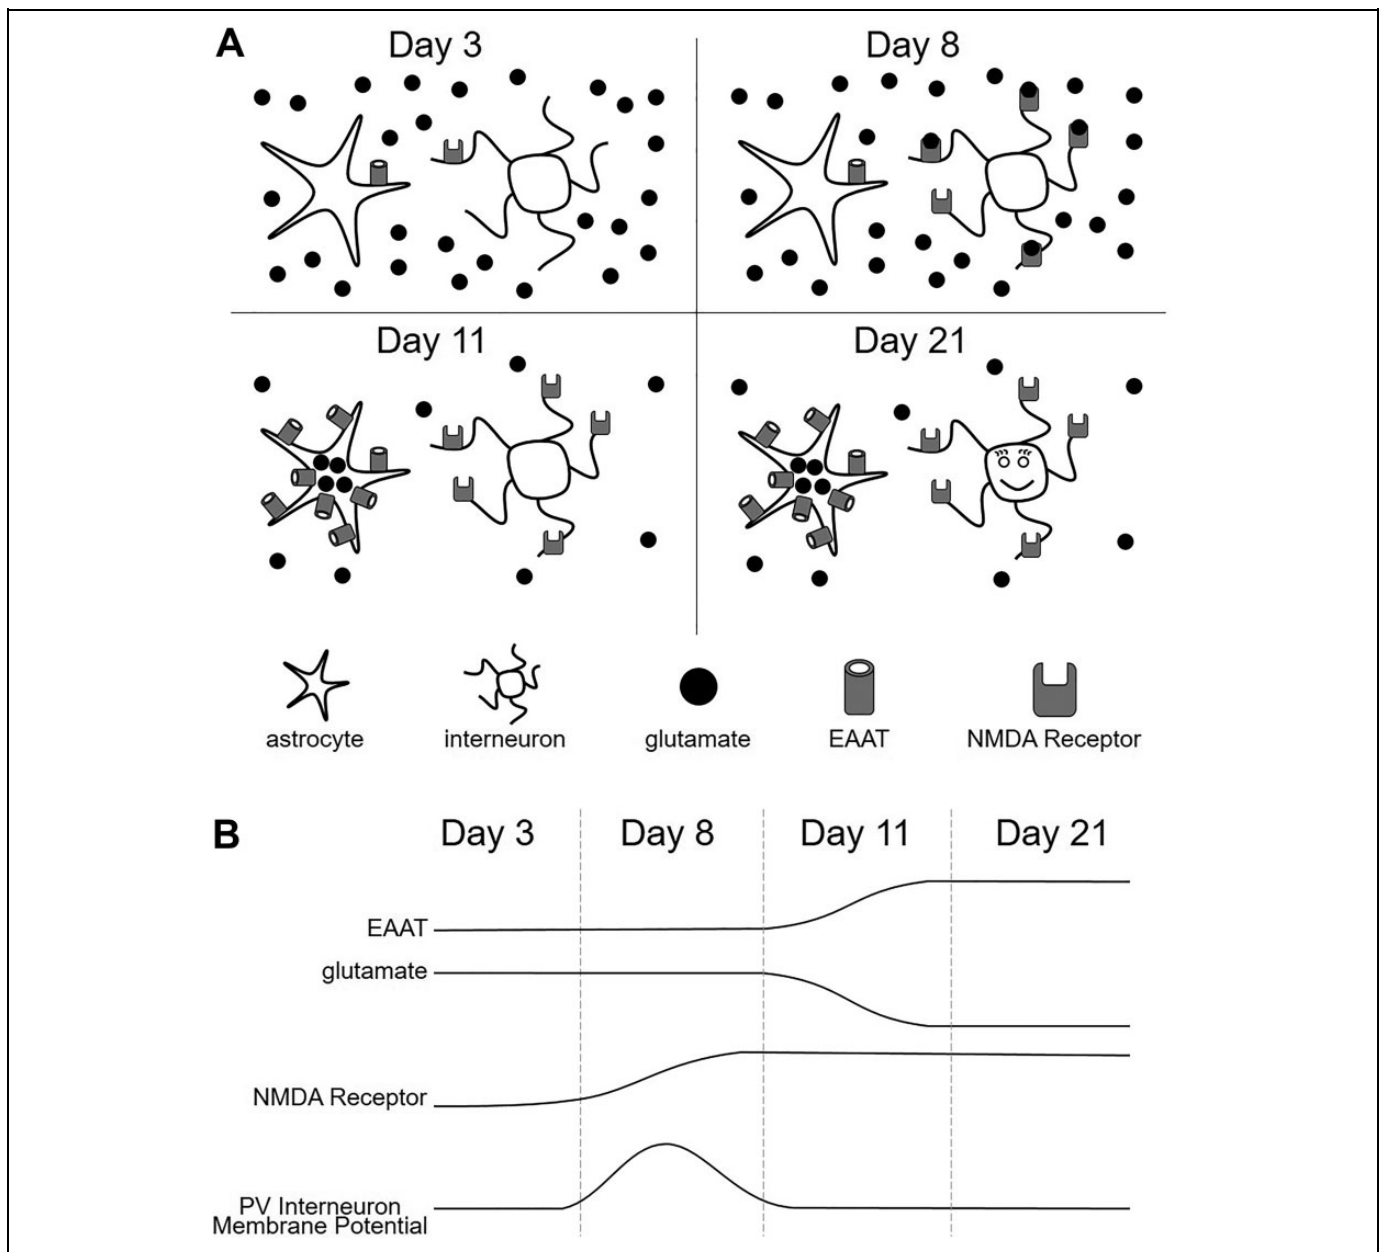 A
Day 3
Day 8
Day 11
Day 21
astrocyte
interneuron
glutamate
EAAT
NMDA Receptor
B
Day 3
Day 8
Day 11
Day 21
EAAT
glutamate
NMDA Receptor
PV Interneuron
Membrane Potential